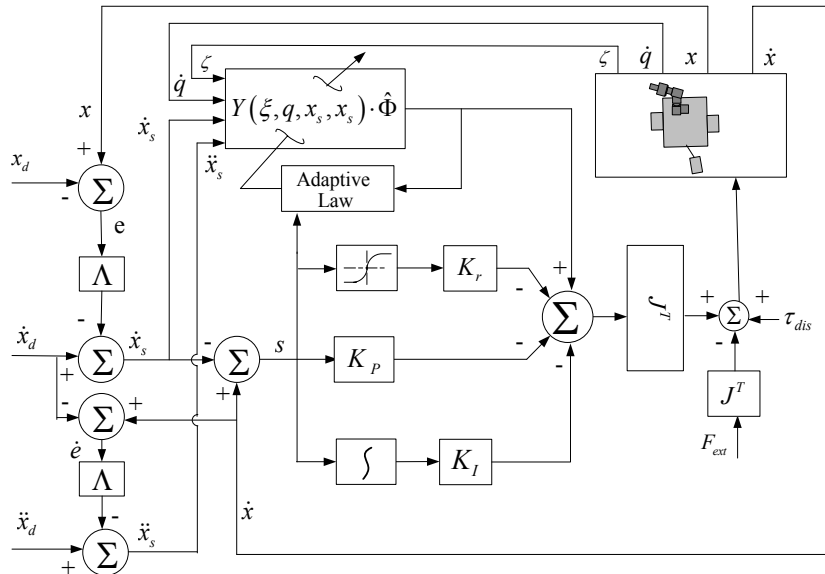 ζ
q̇
x
ẋ
ζ
q̇
x
ẋ_s
ẍ_s
Y(ξ, q, x_s, x_s) · Φ̂
x_d
+
-
Σ
e
Λ
-
Adaptive
Law
K_r
+
-
Σ
J^T
+
+
Σ
τ_dis
-
ẋ_d
+
Σ
ẋ_s
-
Σ
+
s
K_P
-
-
J^T
-
Σ
+
F_ext
ė
Λ
-
∫
K_I
ẋ
ẍ_d
+
Σ
ẍ_s